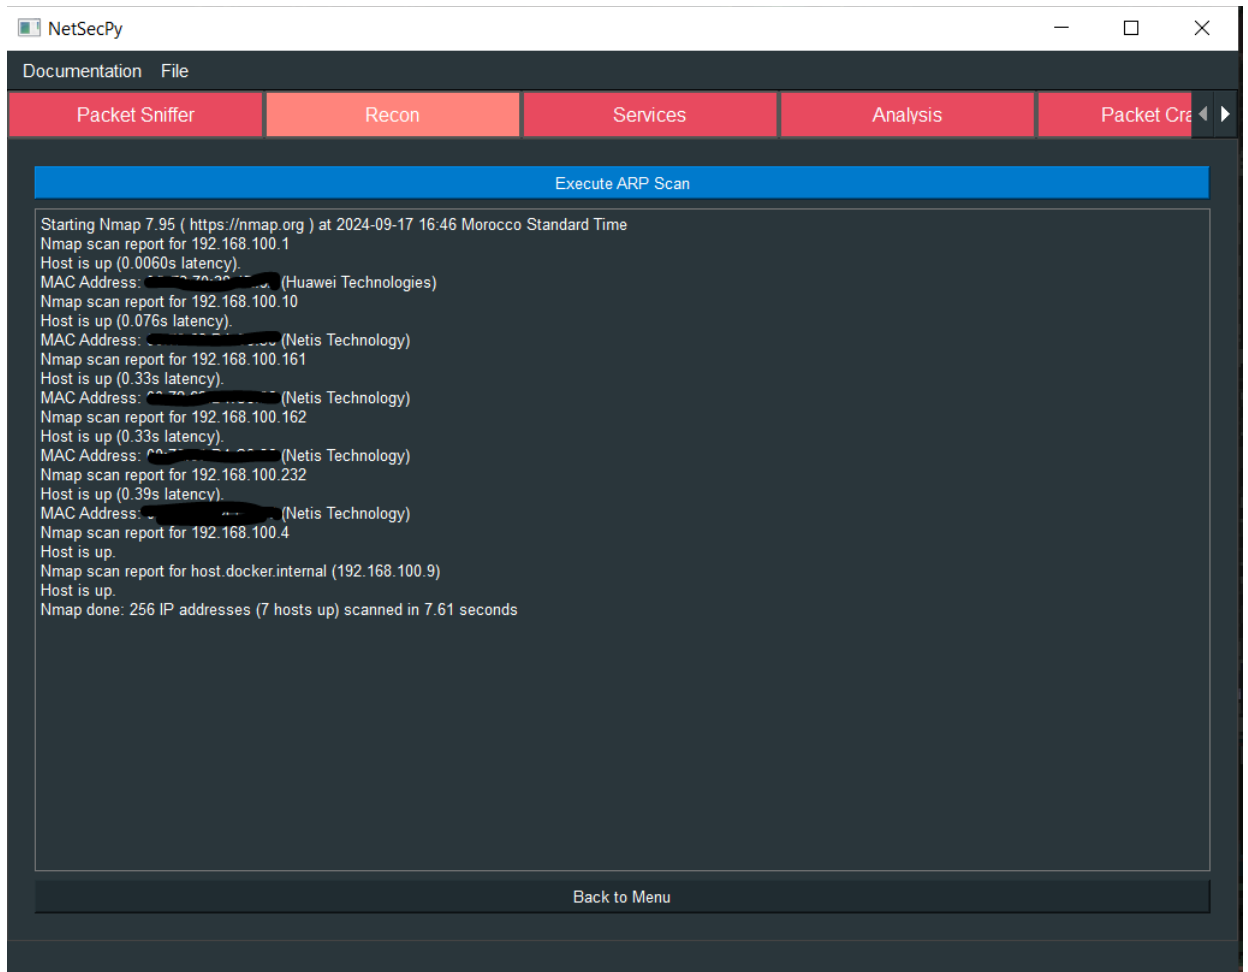 NetSecPy
Documentation File
Packet Sniffer Recon Services Analysis Packet Cra
Execute ARP Scan
Starting Nmap 7.95 ( https://nmap.org ) at 2024-09-17 16:46 Morocco Standard Time
Nmap scan report for 192.168.100.1
Host is up (0.0060s latency).
MAC Address: (Huawei Technologies)
Nmap scan report for 192.168.100.10
Host is up (0.076s latency).
MAC Address: (Netis Technology)
Nmap scan report for 192.168.100.161
Host is up (0.33s latency).
MAC Address: (Netis Technology)
Nmap scan report for 192.168.100.162
Host is up (0.33s latency).
MAC Address: (Netis Technology)
Nmap scan report for 192.168.100.232
Host is up (0.39s latency).
MAC Address: (Netis Technology)
Nmap scan report for 192.168.100.4
Host is up.
Nmap scan report for host.docker.internal (192.168.100.9)
Host is up.
Nmap done: 256 IP addresses (7 hosts up) scanned in 7.61 seconds
Back to Menu